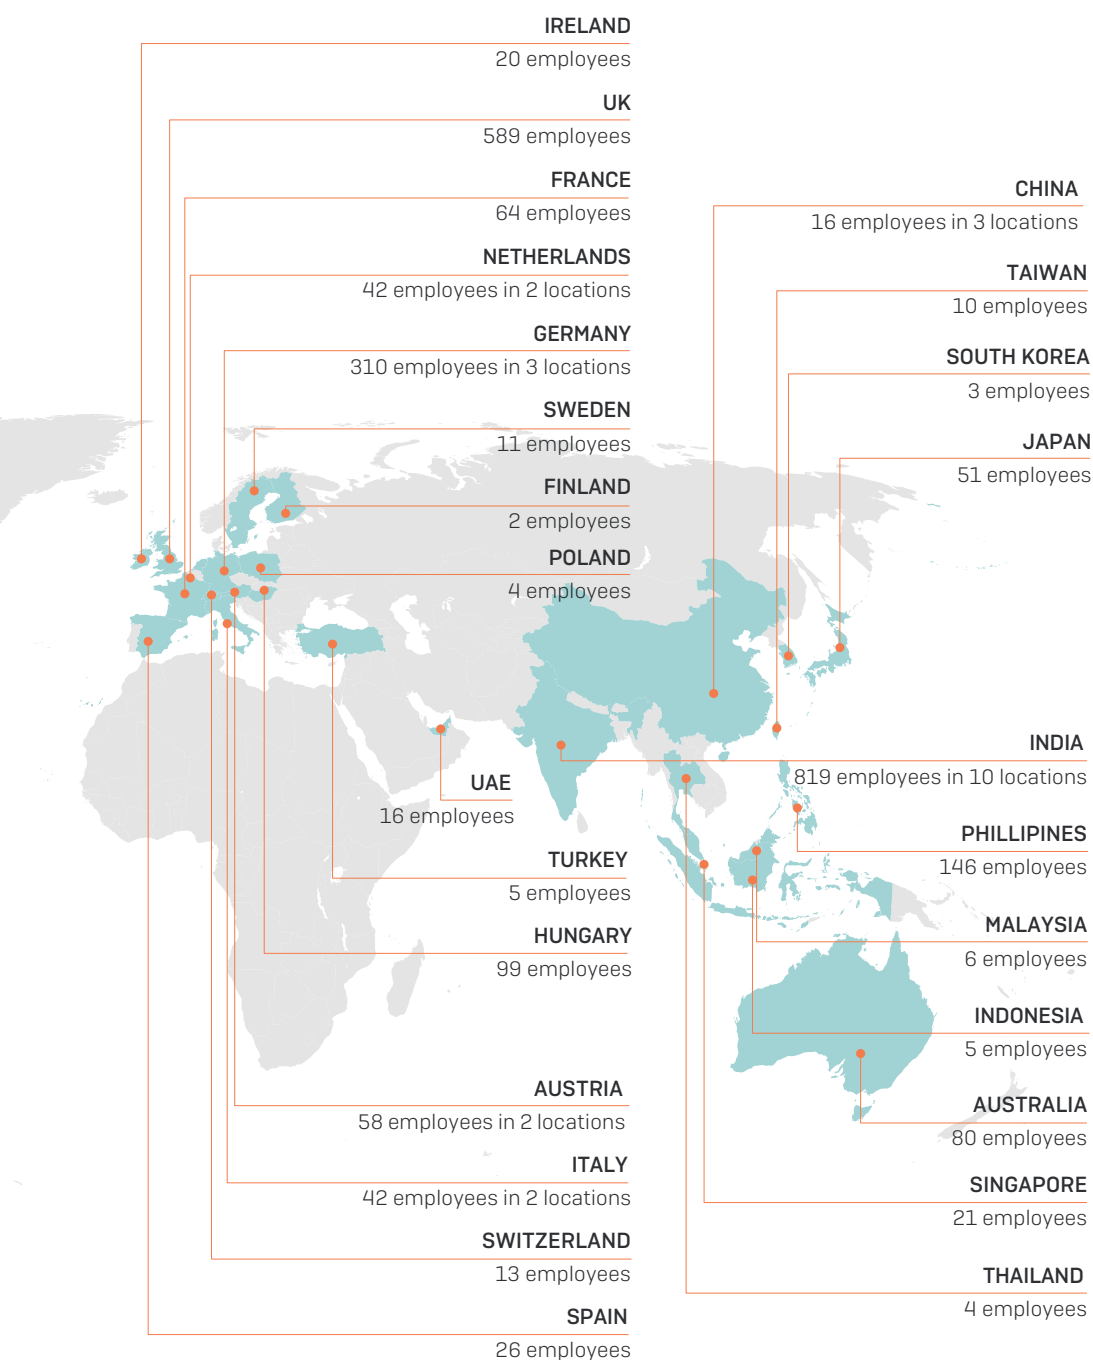 IRELAND
20 employees
UK
589 employees
FRANCE
64 employees
NETHERLANDS
42 employees in 2 locations
GERMANY
310 employees in 3 locations
SWEDEN
11 employees
FINLAND
2 employees
POLAND
4 employees
UAE
16 employees
TURKEY
5 employees
HUNGARY
99 employees
AUSTRIA
58 employees in 2 locations
ITALY
42 employees in 2 locations
SWITZERLAND
13 employees
SPAIN
26 employees
CHINA
16 employees in 3 locations
TAIWAN
10 employees
SOUTH KOREA
3 employees
JAPAN
51 employees
INDIA
819 employees in 10 locations
PHILLIPINES
146 employees
MALAYSIA
6 employees
INDONESIA
5 employees
AUSTRALIA
80 employees
SINGAPORE
21 employees
THAILAND
4 employees